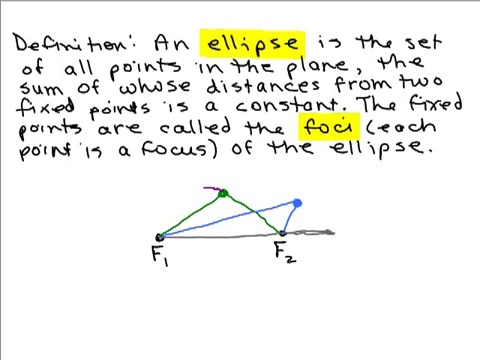 Definition: An ellipse is the set
of all points in the plane, the
sum of whose distances from two
fixed points is a constant. The fixed
points are called the foci (each
point is a focus) of the ellipse.
F1 F2